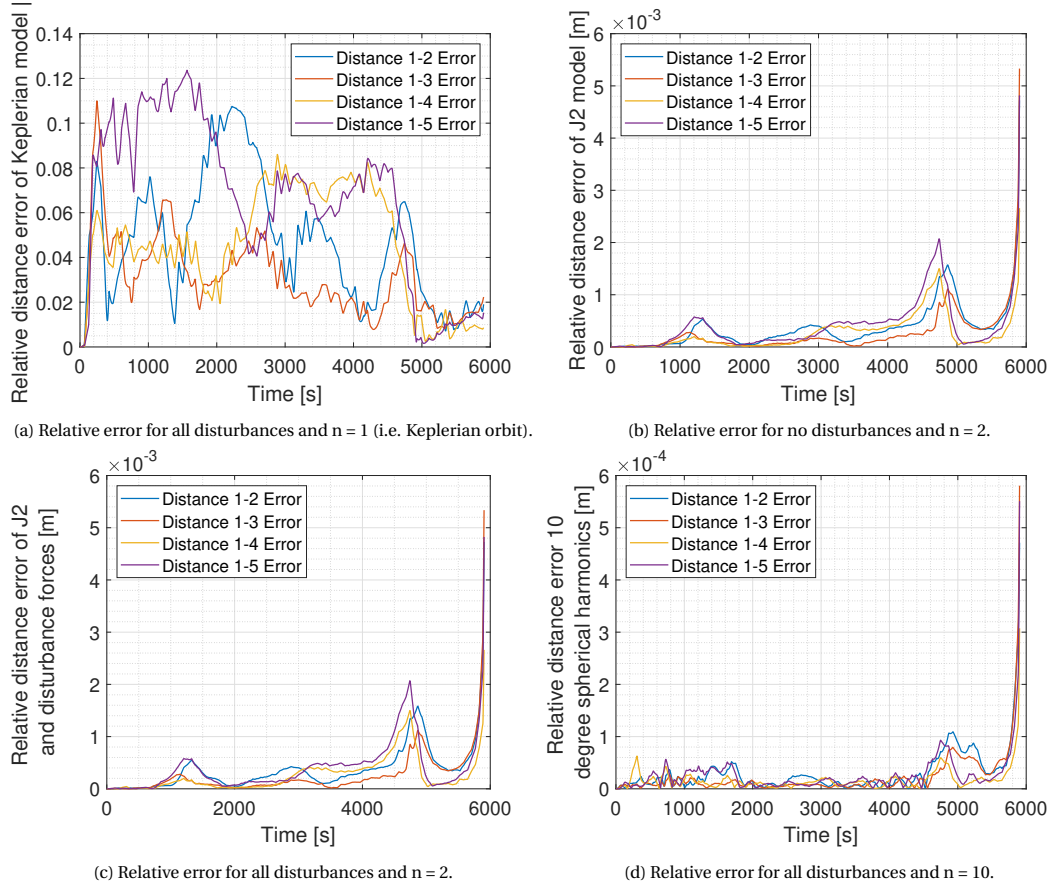 Relative distance error of Keplerian model [
0.14
0.12
0.1
0.08
0.06
0.04
0.02
0
Distance 1-2 Error
Distance 1-3 Error
Distance 1-4 Error
Distance 1-5 Error
0 1000 2000 3000 4000 5000 6000
Time [s]
(a) Relative error for all disturbances and n = 1 (i.e. Keplerian orbit).
Relative distance error of J2 model [m]
×10⁻³
6
5
4
3
2
1
0
Distance 1-2 Error
Distance 1-3 Error
Distance 1-4 Error
Distance 1-5 Error
0 1000 2000 3000 4000 5000 6000
Time [s]
(b) Relative error for no disturbances and n = 2.
Relative distance error of J2
and disturbance forces [m]
×10⁻³
6
5
4
3
2
1
0
Distance 1-2 Error
Distance 1-3 Error
Distance 1-4 Error
Distance 1-5 Error
0 2000 4000 6000
Time [s]
(c) Relative error for all disturbances and n = 2.
Relative distance error 10
degree spherical harmonics [m]
×10⁻⁴
6
5
4
3
2
1
0
Distance 1-2 Error
Distance 1-3 Error
Distance 1-4 Error
Distance 1-5 Error
0 1000 2000 3000 4000 5000 6000
Time [s]
(d) Relative error for all disturbances and n = 10.